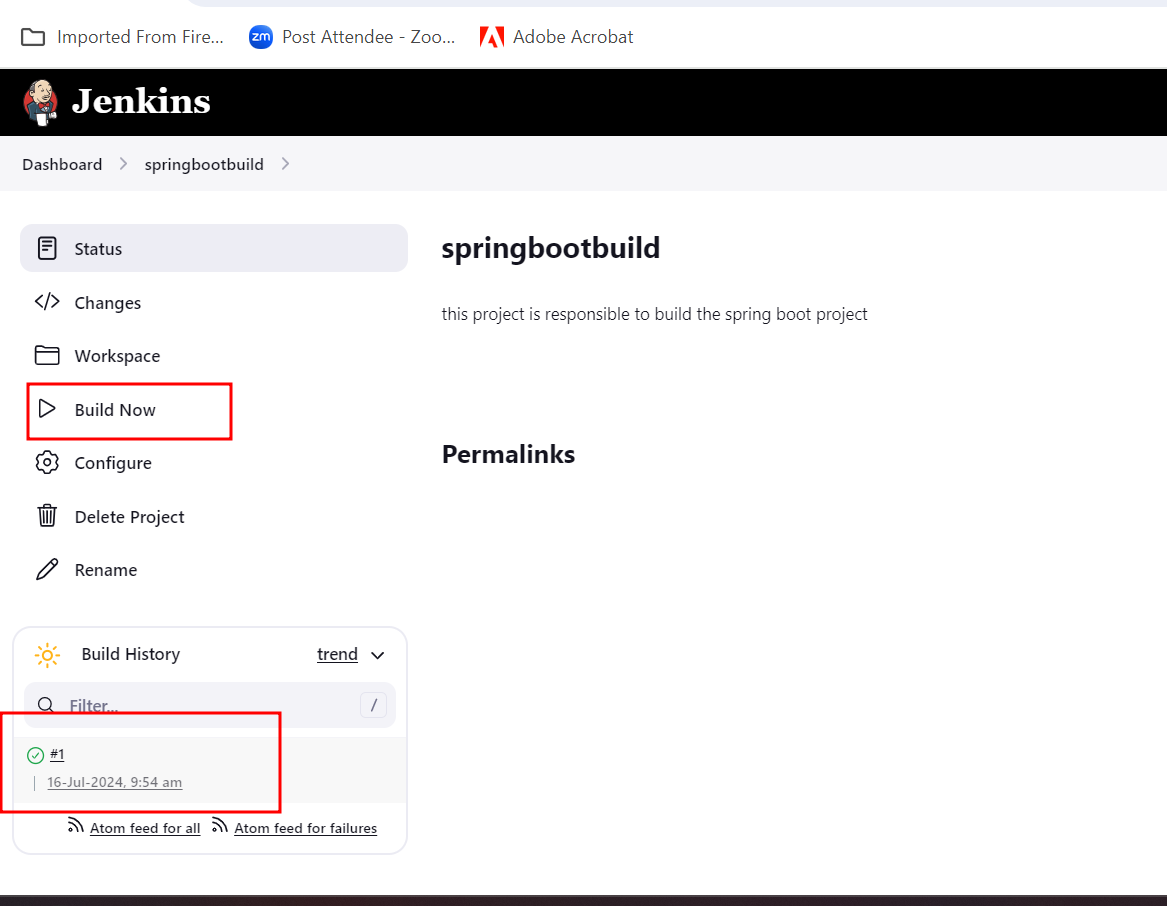 Imported From Fire...
zm Post Attendee - Zoo...
Adobe Acrobat
Jenkins
Dashboard > springbootbuild >
Status
Changes
Workspace
Build Now
Configure
Delete Project
Rename
springbootbuild
this project is responsible to build the spring boot project
Permalinks
Build History trend
Filter... /
#1
16-Jul-2024, 9:54 am
Atom feed for all Atom feed for failures